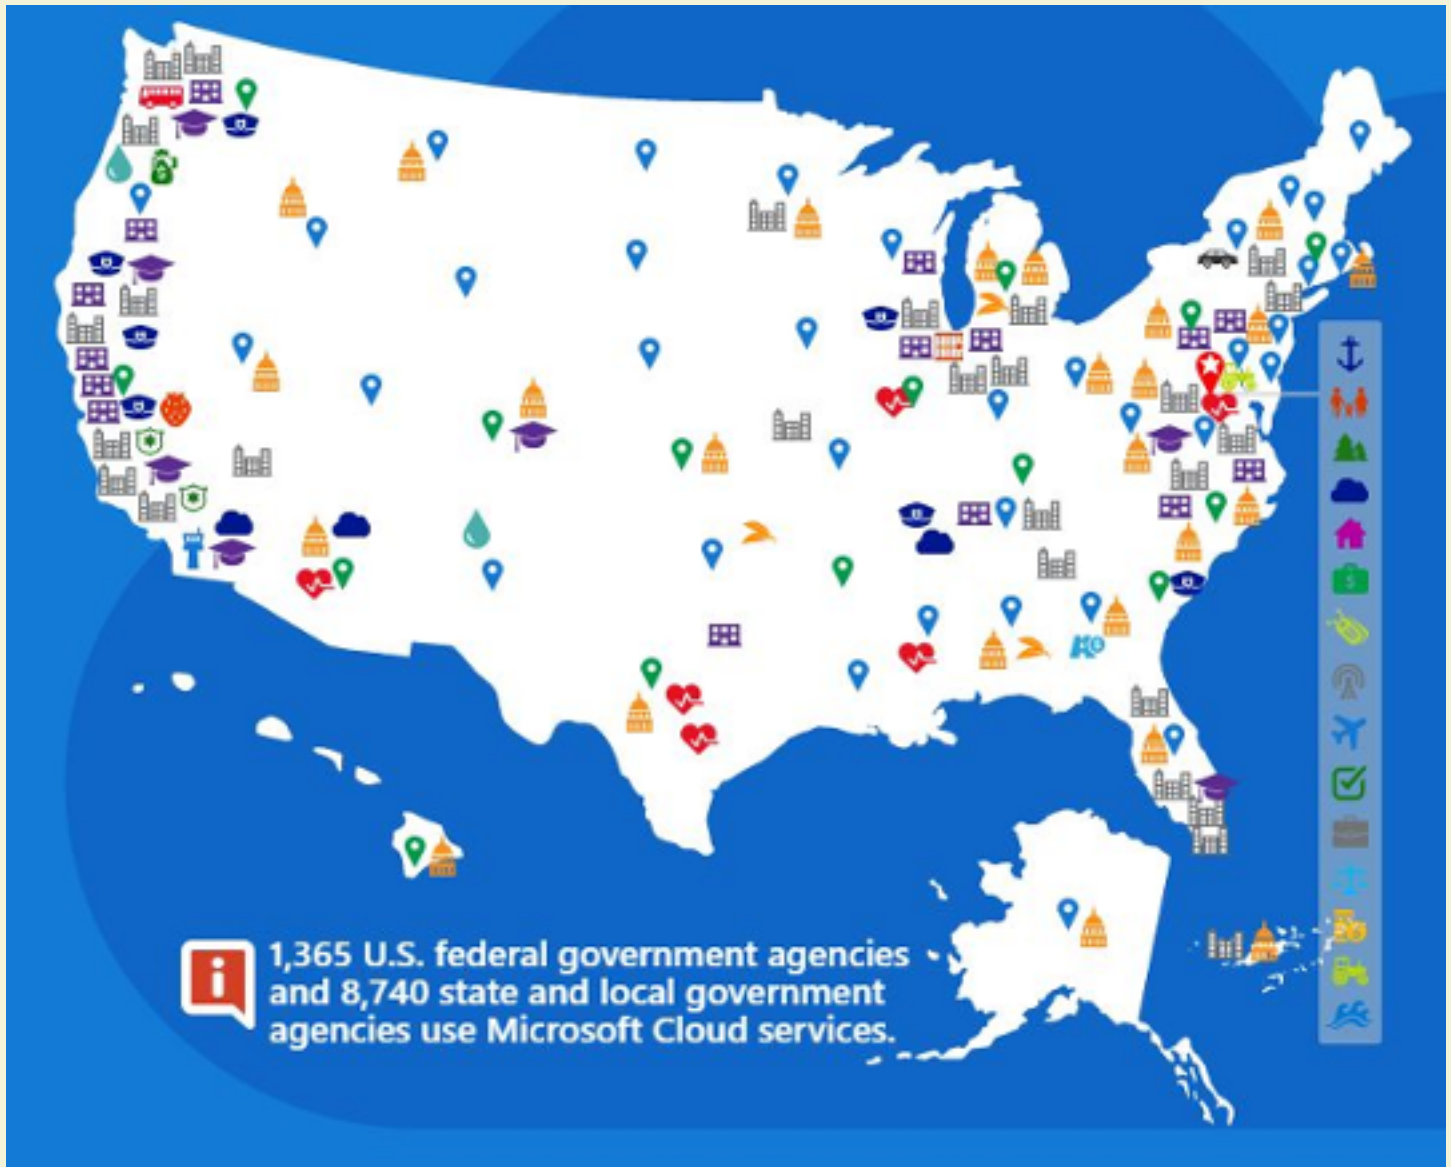 1,365 U.S. federal government agencies
and 8,740 state and local government
agencies use Microsoft Cloud services.